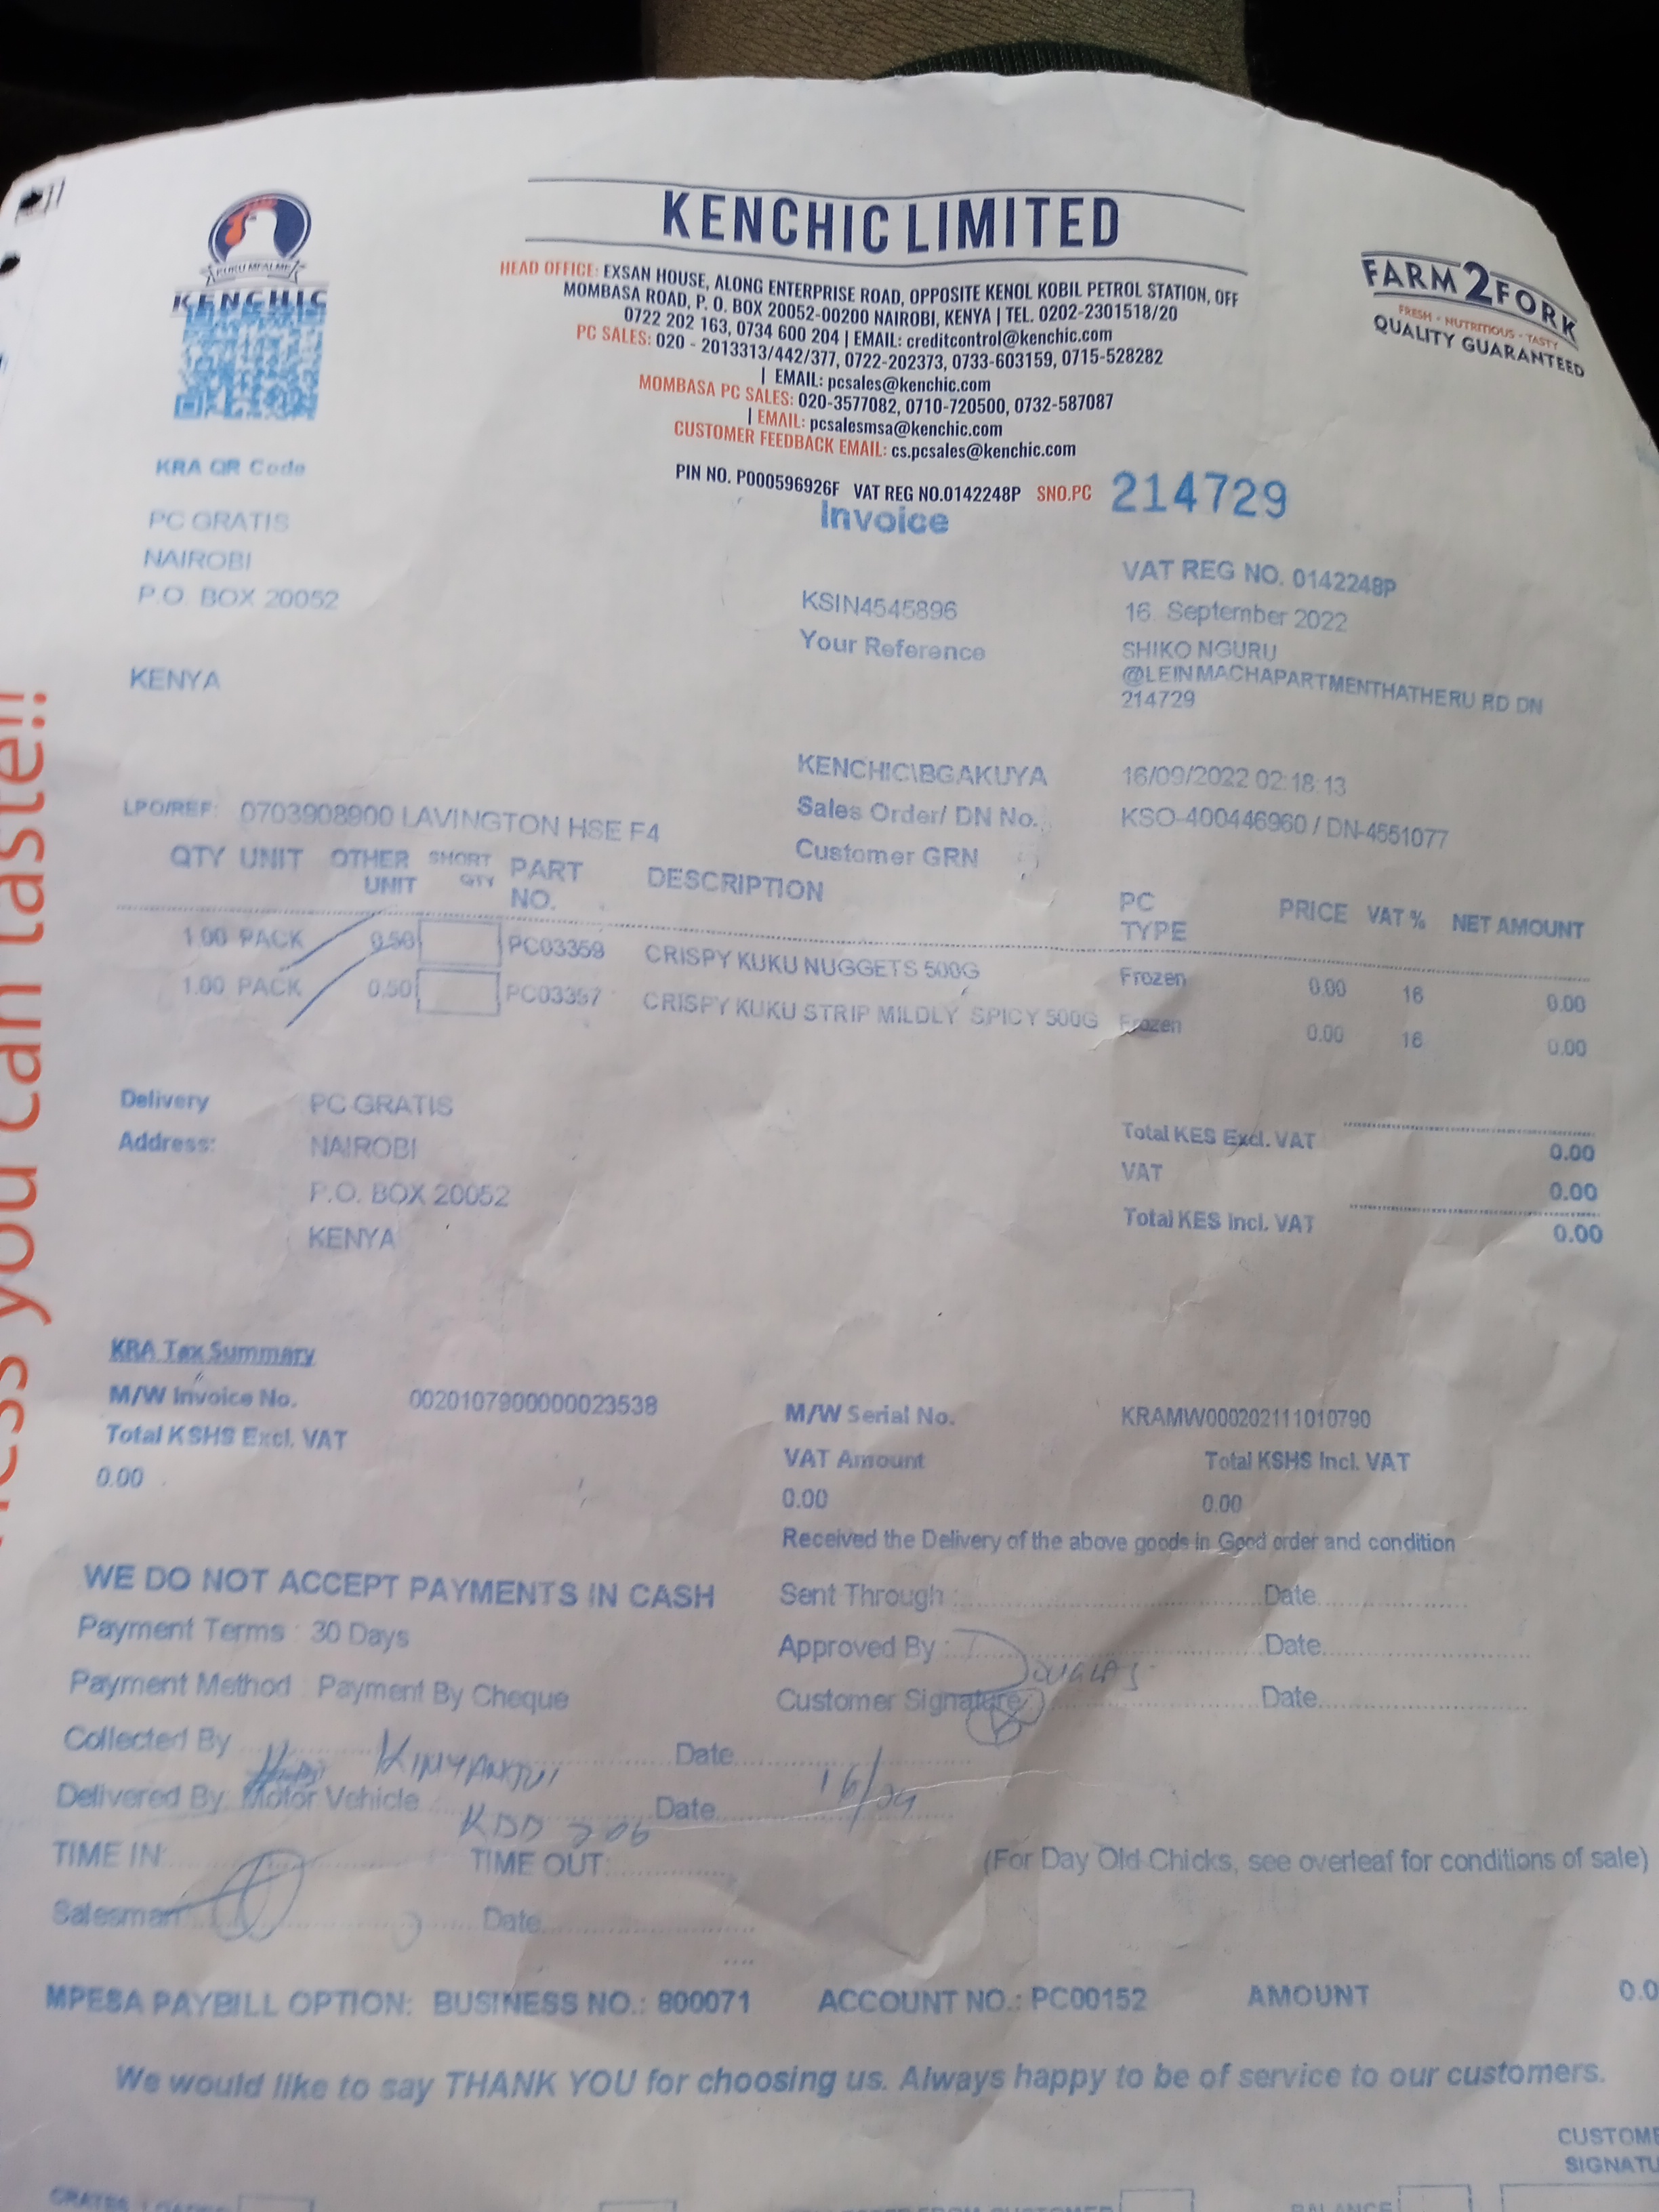 KUKU MFALME
KENCHIC
KENCHIC LIMITED
HEAD OFFICE: EXSAN HOUSE, ALONG ENTERPRISE ROAD, OPPOSITE KENOL KOBIL PETROL STATION, OFF
MOMBASA ROAD, P. O. BOX 20052-00200 NAIROBI, KENYA | TEL. 0202-2301518/20
0722 202 163, 0734 600 204 | EMAIL: creditcontrol@kenchic.com
PC SALES: 020 - 2013313/442/377, 0722-202373, 0733-603159, 0715-528282
| EMAIL: pcsales@kenchic.com
MOMBASA PC SALES: 020-3577082, 0710-720500, 0732-587087
| EMAIL: pcsalesmsa@kenchic.com
CUSTOMER FEEDBACK EMAIL: cs.pcsales@kenchic.com
PIN NO. P000596926F VAT REG NO.0142248P SNO.PC 214729
FARM2FORK
FRESH - NUTRITIOUS - TASTY
QUALITY GUARANTEED
Invoice
KRA QR Code
PC GRATIS
NAIROBI
P.O. BOX 20052
KENYA
VAT REG NO. 0142248P
KSIN4545896 16. September 2022
Your Reference SHIKO NGURU
@LEINMACHAPARTMENTHATHERU RD DN
214729
KENCHIC\BGAKUYA 16/09/2022 02:18:13
LPO/REF: 0703908900 LAVINGTON HSE F4
Sales Order/ DN No. KSO-400446960 / DN-4551077
Customer GRN
QTY UNIT OTHER UNIT SHORT QTY PART NO. DESCRIPTION PC TYPE PRICE VAT % NET AMOUNT
1.00 PACK 0.50 PC03359 CRISPY KUKU NUGGETS 500G Frozen 0.00 16 0.00
1.00 PACK 0.50 PC03357 CRISPY KUKU STRIP MILDLY SPICY 500G Frozen 0.00 16 0.00
Delivery Address: PC GRATIS
NAIROBI
P.O. BOX 20052
KENYA
Total KES Excl. VAT 0.00
VAT 0.00
Total KES Incl. VAT 0.00
KRA Tax Summary
M/W Invoice No. 0020107900000023538 M/W Serial No. KRAMW000202111010790
Total KSHS Excl. VAT VAT Amount Total KSHS Incl. VAT
0.00 0.00 0.00
Received the Delivery of the above goods in Good order and condition
WE DO NOT ACCEPT PAYMENTS IN CASH
Sent Through : Date
Payment Terms : 30 Days
Approved By : DOUGLAS Date
Payment Method Payment By Cheque
Customer Signature Date
Collected By KINYANJUI Date 16/09
Delivered By Motor Vehicle KDD 206 Date
TIME IN: TIME OUT:
(For Day Old Chicks, see overleaf for conditions of sale)
Salesman Date
MPESA PAYBILL OPTION: BUSINESS NO.: 800071 ACCOUNT NO.: PC00152 AMOUNT 0.0
We would like to say THANK YOU for choosing us. Always happy to be of service to our customers.
you can taste!!